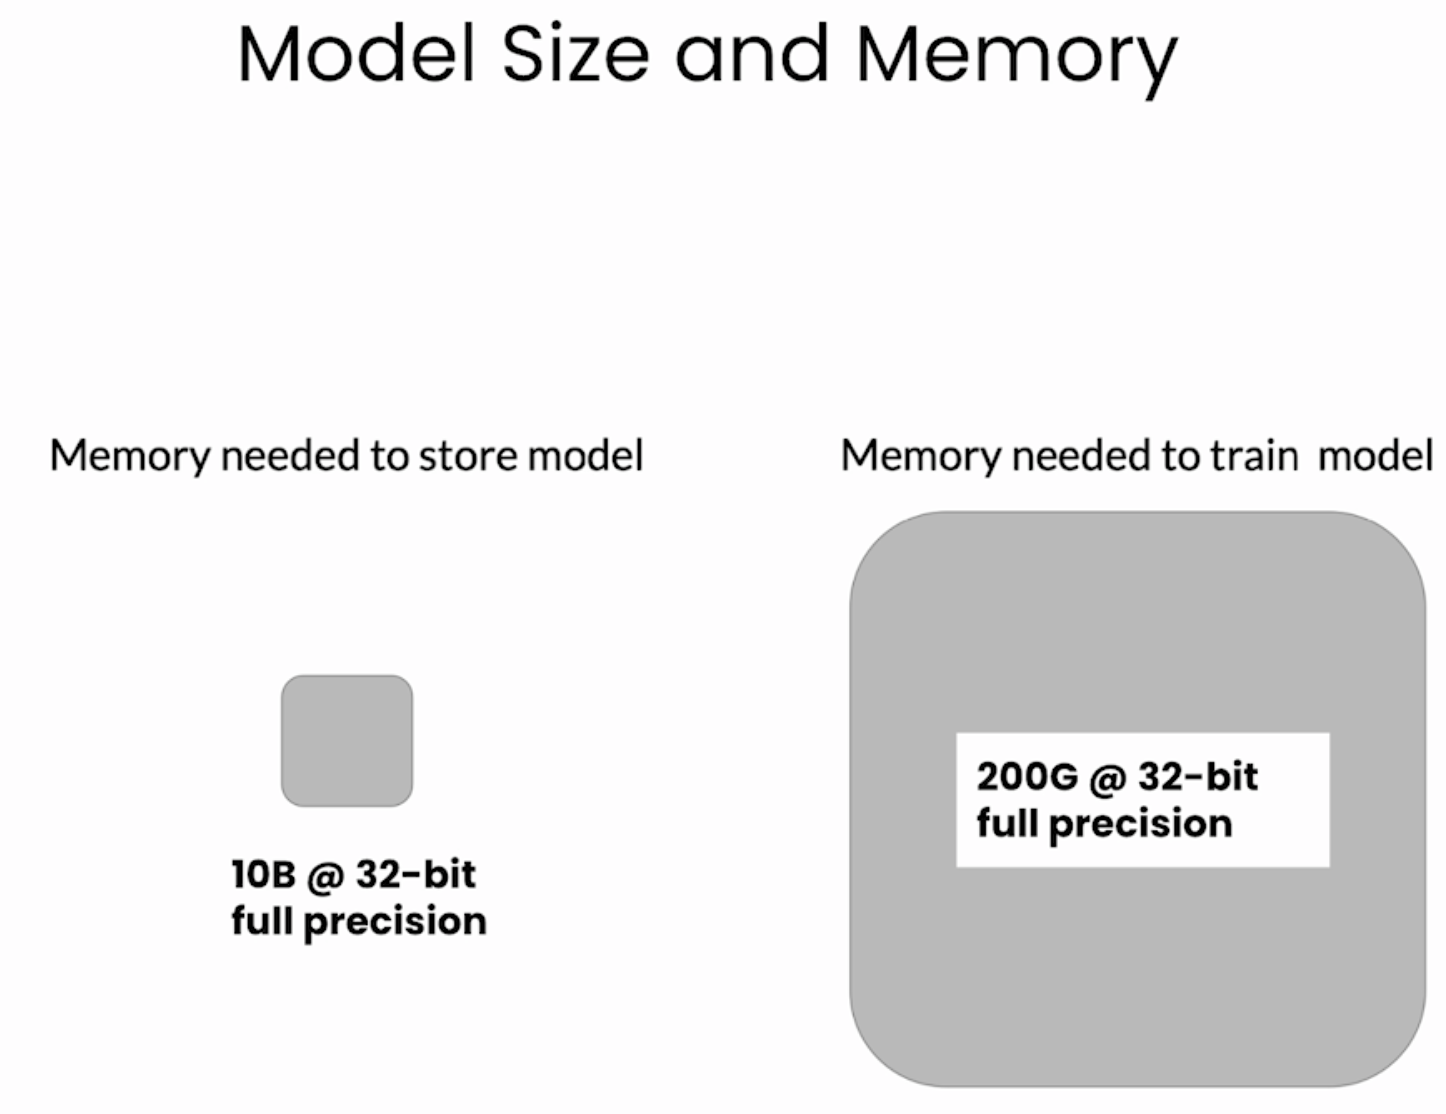 Model Size and Memory
Memory needed to store model
Memory needed to train model
10B @ 32-bit
full precision
200G @ 32-bit
full precision